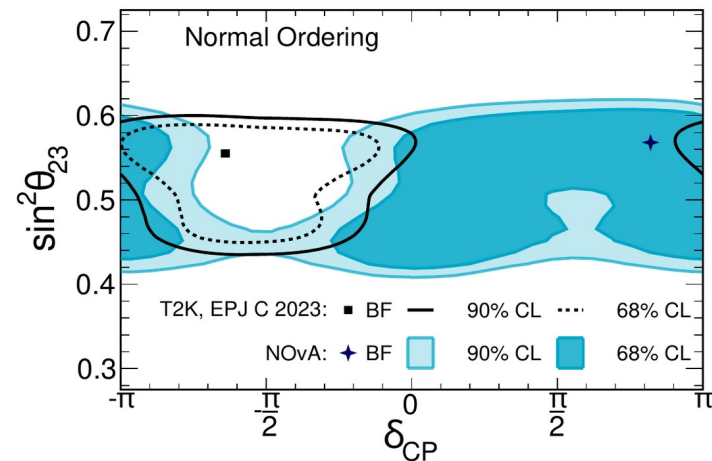 Normal Ordering
sin²θ₂₃
0.7
0.6
0.5
0.4
0.3
T2K, EPJ C 2023: BF 90% CL 68% CL
NOvA: BF 90% CL 68% CL
-π -π/2 0 π/2 π
δCP